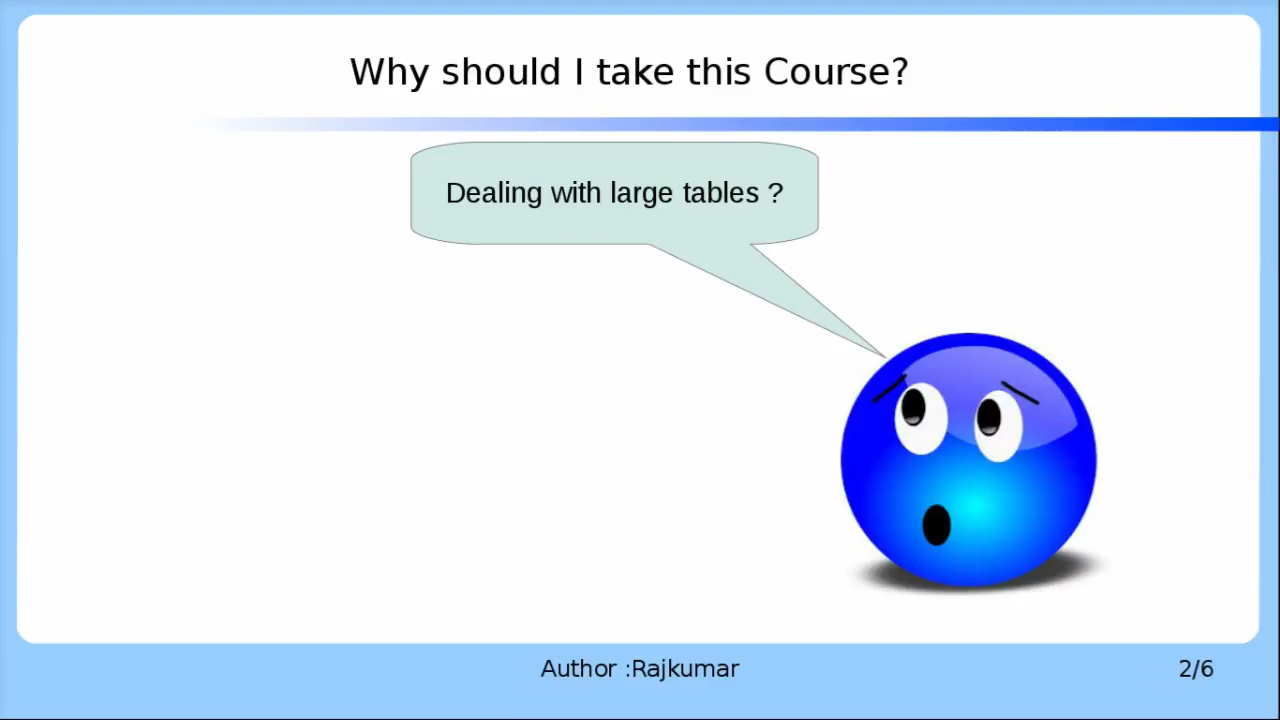 Why should I take this Course?
Dealing with large tables ?
Author :Rajkumar
2/6